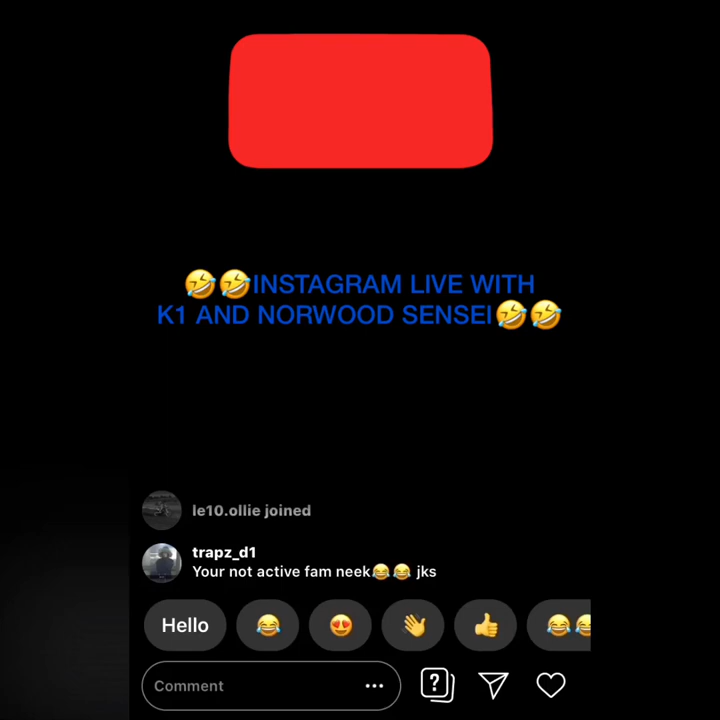 🤣🤣INSTAGRAM LIVE WITH
K1 AND NORWOOD SENSEI🤣🤣
le10.ollie joined
trapz_d1
Your not active fam neek😂😂 jks
Hello
Comment